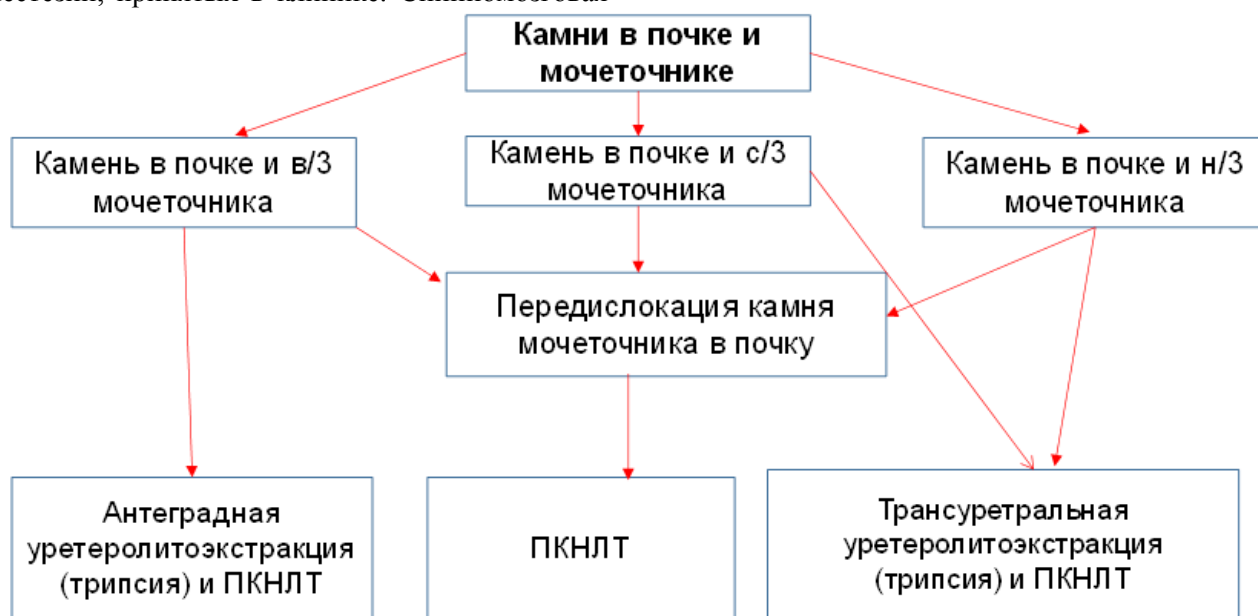 Камни в почке и
мочеточнике
Камень в почке и в/3
мочеточника
Камень в почке и с/3
мочеточника
Камень в почке и н/3
мочеточника
Передислокация камня
мочеточника в почку
Антеградная
уретеролитоэкстракция
(трипсия) и ПКНЛТ
ПКНЛТ
Трансуретральная
уретеролитоэкстракция
(трипсия) и ПКНЛТ